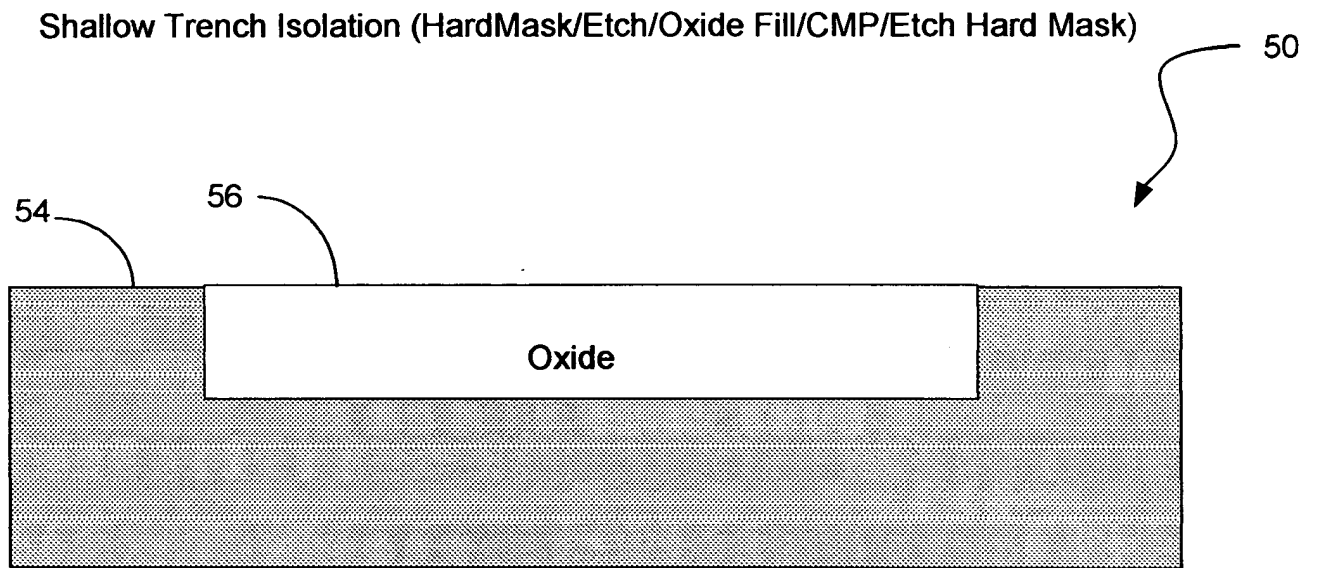 Shallow Trench Isolation (HardMask/Etch/Oxide Fill/CMP/Etch Hard Mask)
50
54
56
Oxide